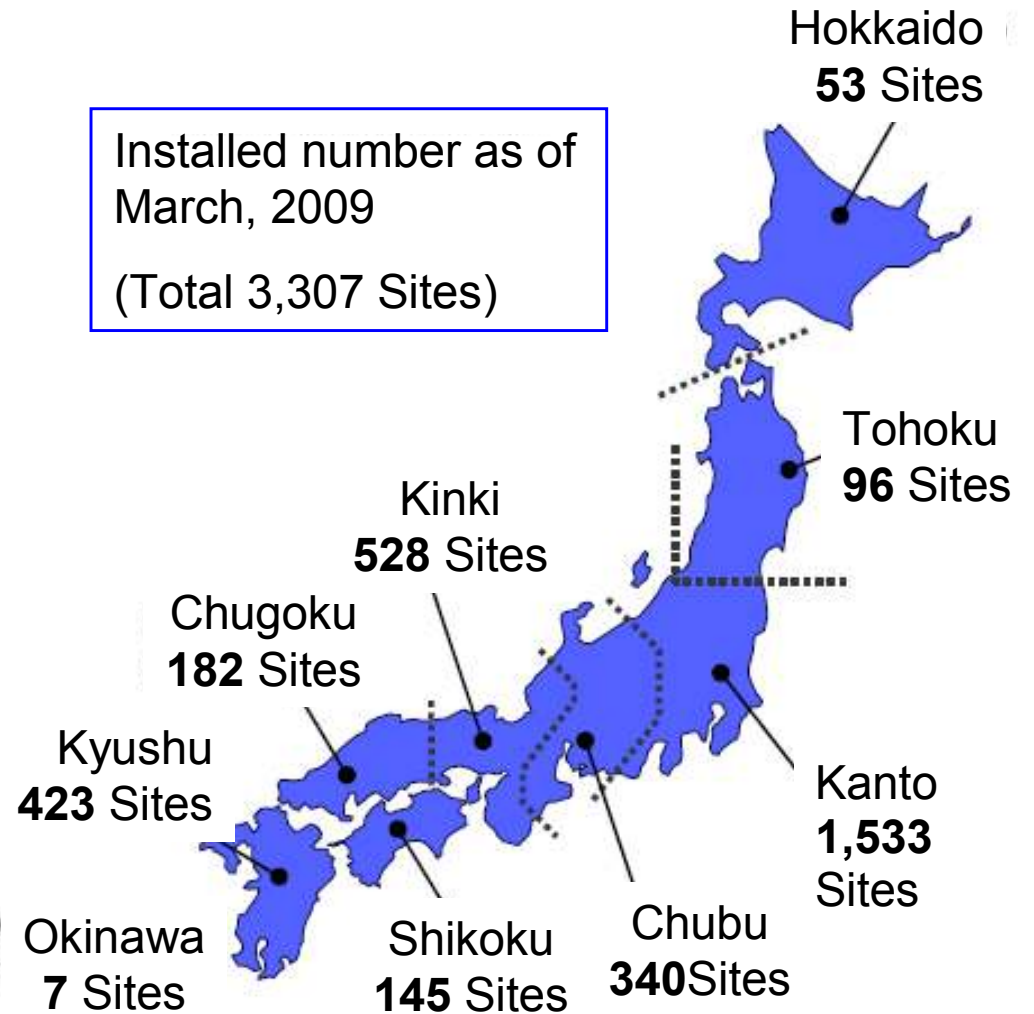 Hokkaido
53 Sites
Installed number as of
March, 2009
(Total 3,307 Sites)
Tohoku
96 Sites
Kinki
528 Sites
Chugoku
182 Sites
Kyushu
423 Sites
Kanto
1,533
Sites
Okinawa
7 Sites
Shikoku
145 Sites
Chubu
340Sites